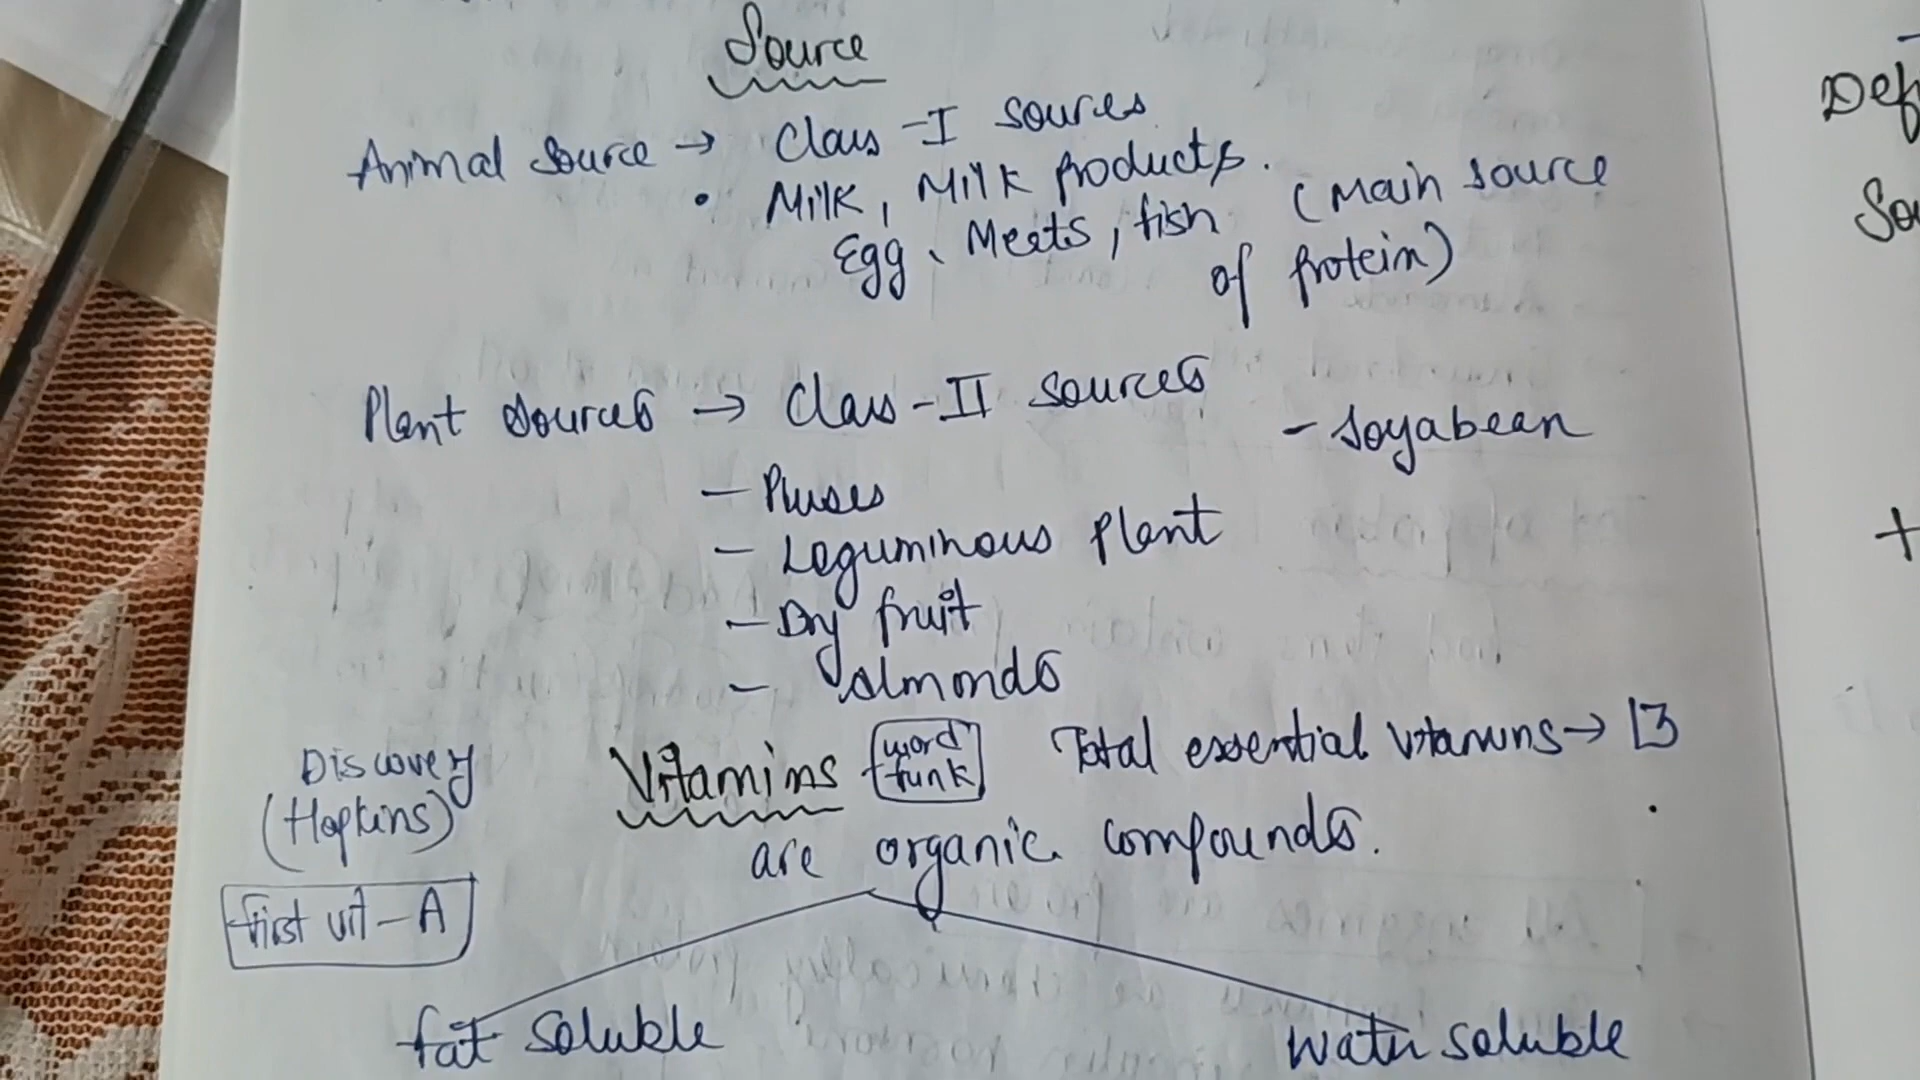 Source
Animal Source → Class-I sources
• Milk, Milk products.
Egg, Meats, fish (Main source
of protein)
Plant Sources → Class-II sources
- Soyabean
- Pluses
- Leguminous Plant
- Dry fruit
- Almonds
Discovery
(Hopkins)
first vit-A
Vitamins
word
funk
Total essential vitamins → 13
are organic compounds.
fat soluble
Water soluble
Def
Sou
+